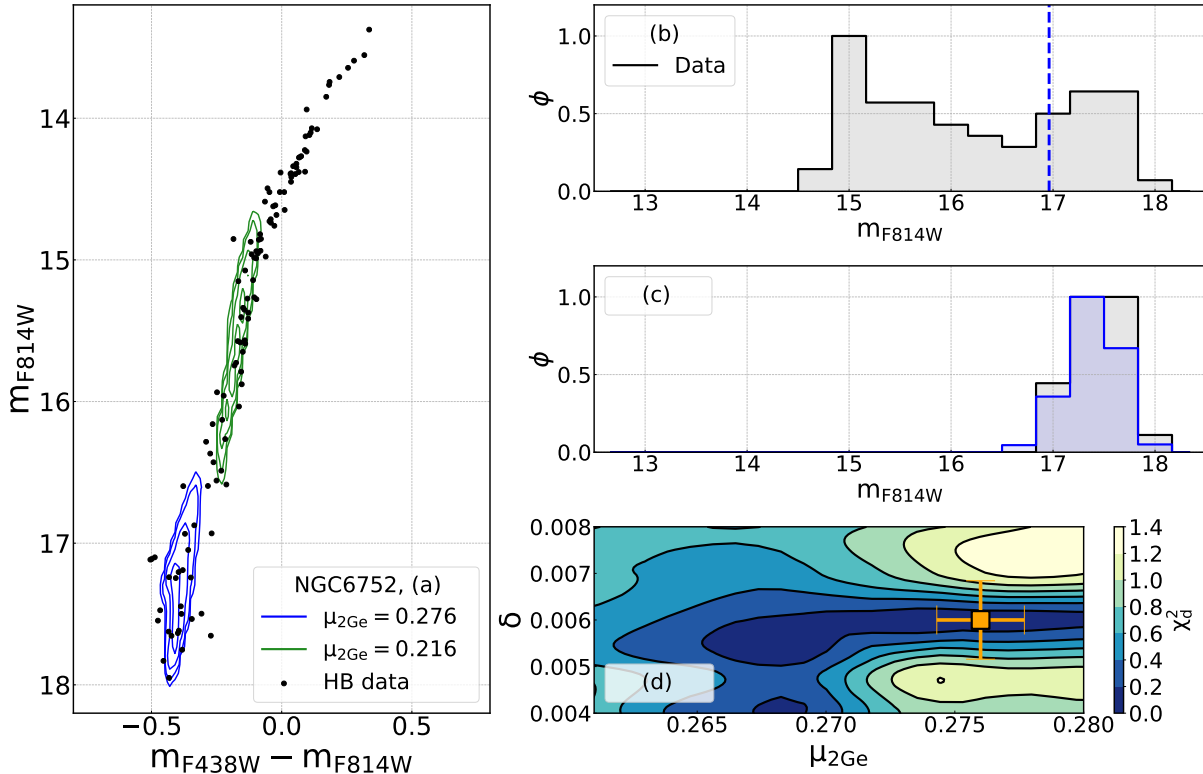 14
15
16
17
18
m_F814W
−0.5 0.0 0.5
m_F438W − m_F814W
NGC6752, (a)
μ_2Ge = 0.276
μ_2Ge = 0.216
HB data
(b)
Data
1.0
0.5
0.0
ϕ
13 14 15 16 17 18
m_F814W
(c)
1.0
0.5
0.0
ϕ
13 14 15 16 17 18
m_F814W
0.008
0.007
0.006
0.005
0.004
δ
(d)
0.265 0.270 0.275 0.280
μ_2Ge
1.4
1.2
1.0
0.8
0.6
0.4
0.2
0.0
χ²_d